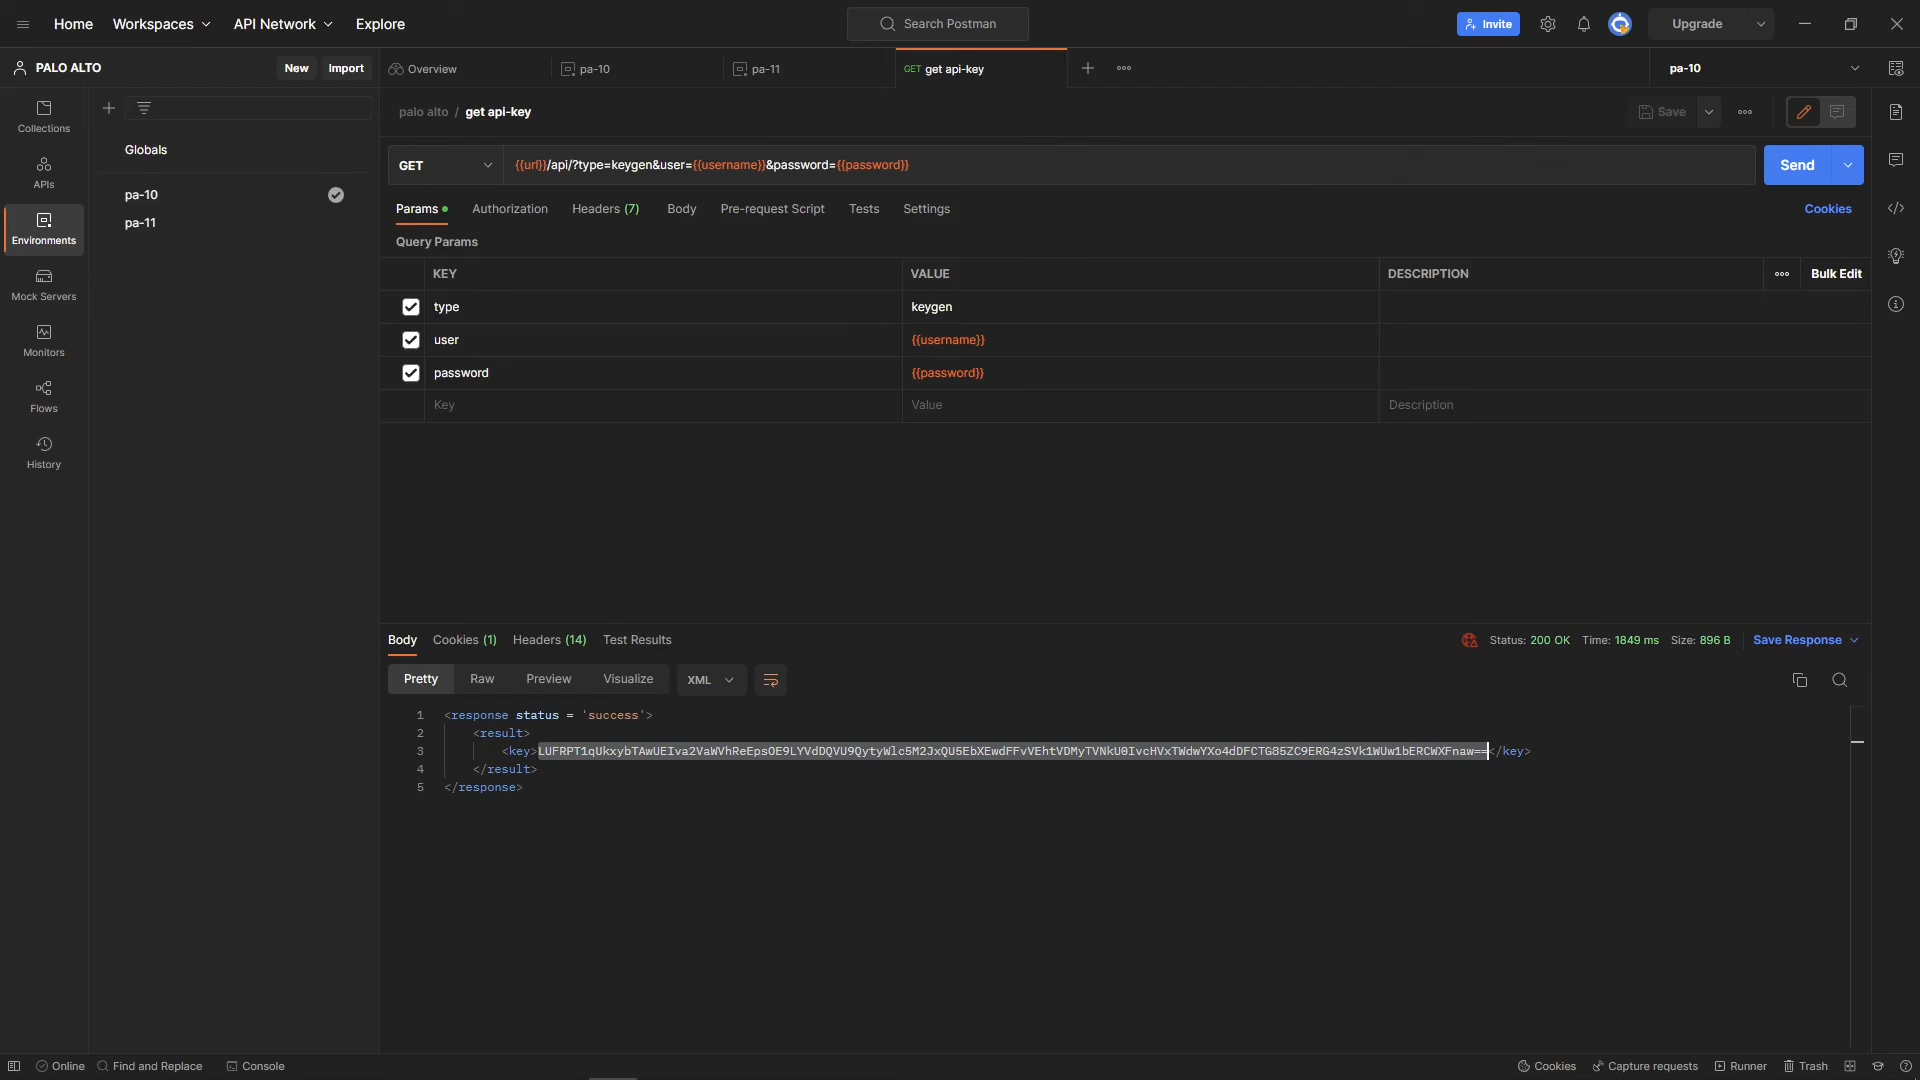 Home Workspaces API Network Explore Search Postman Invite Upgrade
PALO ALTO New Import Overview pa-10 pa-11 GET get api-key pa-10
Collections
palo alto / get api-key Save
Globals
GET {{url}}/api/?type=keygen&user={{username}}&password={{password}} Send
APIs
pa-10
pa-11
Params Authorization Headers (7) Body Pre-request Script Tests Settings Cookies
Environments
Query Params
KEY VALUE DESCRIPTION Bulk Edit
Mock Servers
type keygen
user {{username}}
Monitors
password {{password}}
Key Value Description
Flows
History
Body Cookies (1) Headers (14) Test Results Status: 200 OK Time: 1849 ms Size: 896 B Save Response
Pretty Raw Preview Visualize XML
1 <response status = 'success'>
2 <result>
3 <key>LUFRPT1qUkxybTAwUEIva2VaWVhReEpsOE9LYVdDQVU9QytyWlc5M2JxQU5EbXEwdFFvVEhtVDMyTVNkU0IvcHVxTWdwYXo4dDFCTG85ZC9ERG4zSVk1WUw1bERCWXFnaw==</key>
4 </result>
5 </response>
Online Find and Replace Console Cookies Capture requests Runner Trash